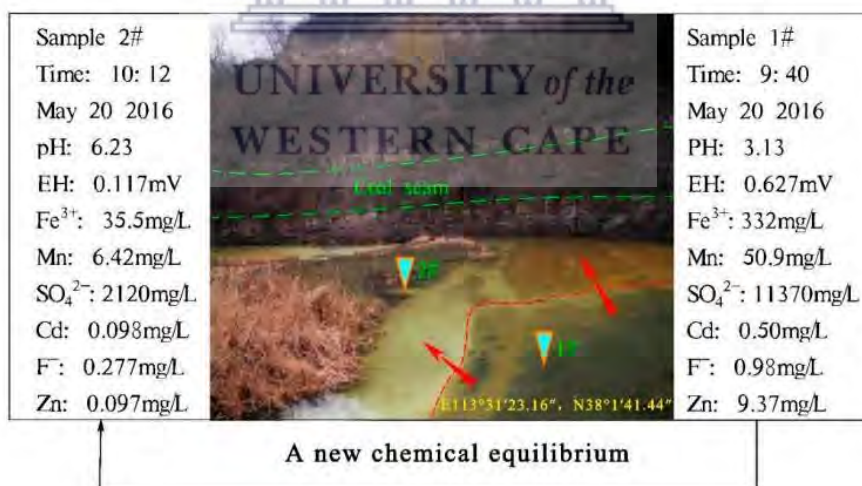 Sample 2#
Time: 10: 12
May 20 2016
pH: 6.23
EH: 0.117mV
Fe³⁺: 35.5mg/L
Mn: 6.42mg/L
SO₄²⁻: 2120mg/L
Cd: 0.098mg/L
F⁻: 0.277mg/L
Zn: 0.097mg/L
UNIVERSITY of the
WESTERN CAPE
seam
2#
1#
E113°31′23.16″, N38°1′41.44″
Sample 1#
Time: 9: 40
May 20 2016
PH: 3.13
EH: 0.627mV
Fe³⁺: 332mg/L
Mn: 50.9mg/L
SO₄²⁻: 11370mg/L
Cd: 0.50mg/L
F⁻: 0.98mg/L
Zn: 9.37mg/L
A new chemical equilibrium